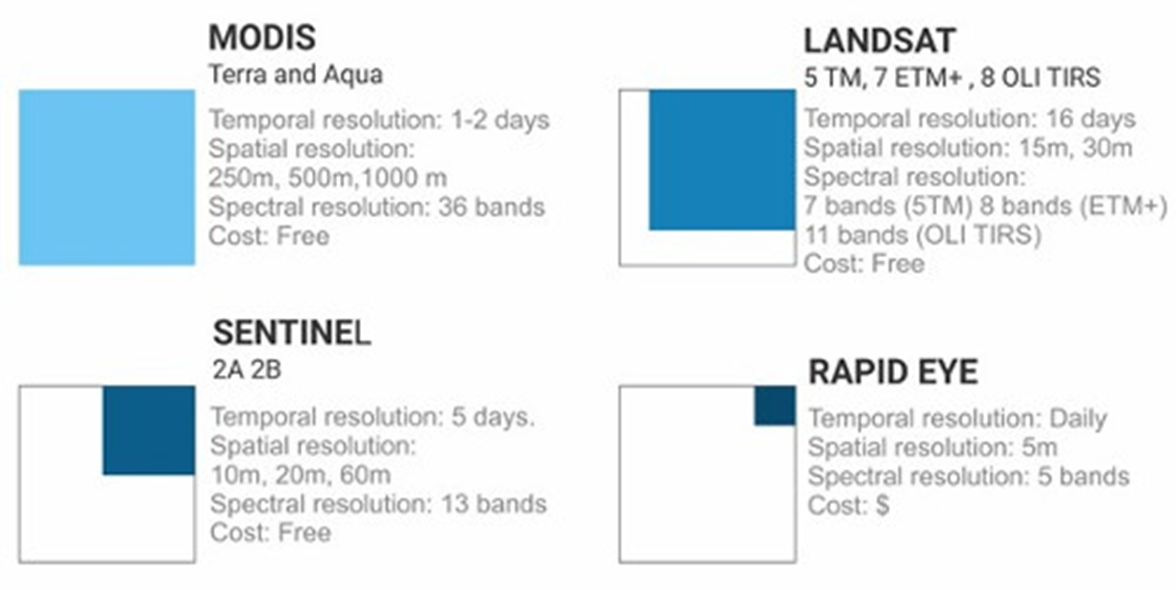 MODIS
Terra and Aqua
Temporal resolution: 1-2 days
Spatial resolution:
250m, 500m,1000 m
Spectral resolution: 36 bands
Cost: Free
LANDSAT
5 TM, 7 ETM+ , 8 OLI TIRS
Temporal resolution: 16 days
Spatial resolution: 15m, 30m
Spectral resolution:
7 bands (5TM) 8 bands (ETM+)
11 bands (OLI TIRS)
Cost: Free
SENTINEL
2A 2B
Temporal resolution: 5 days.
Spatial resolution:
10m, 20m, 60m
Spectral resolution: 13 bands
Cost: Free
RAPID EYE
Temporal resolution: Daily
Spatial resolution: 5m
Spectral resolution: 5 bands
Cost: $